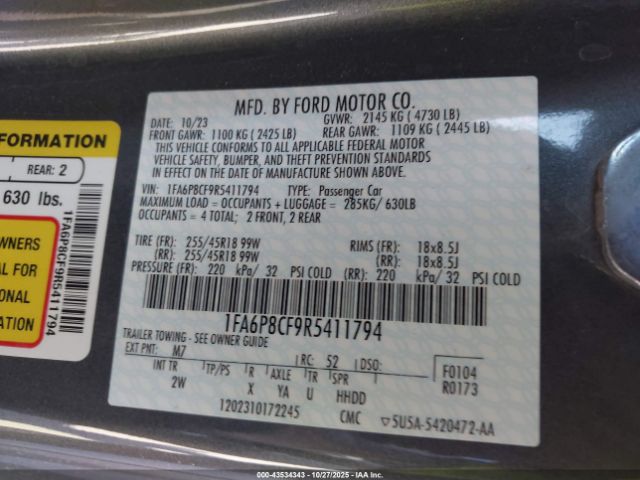 MFD. BY FORD MOTOR CO.
DATE: 10/23 GVWR: 2145 KG ( 4730 LB)
FRONT GAWR: 1100 KG ( 2425 LB) REAR GAWR: 1109 KG ( 2445 LB)
THIS VEHICLE CONFORMS TO ALL APPLICABLE FEDERAL MOTOR
VEHICLE SAFETY, BUMPER, AND THEFT PREVENTION STANDARDS
IN EFFECT ON THE DATE OF MANUFACTURE SHOWN ABOVE.
VIN: 1FA6P8CF9R5411794 TYPE: Passenger Car
MAXIMUM LOAD = OCCUPANTS + LUGGAGE = 285KG/ 630LB
OCCUPANTS = 4 TOTAL; 2 FRONT, 2 REAR
TIRE (FR): 255/45R18 99W RIMS (FR): 18x8.5J
(RR): 255/45R18 99W (RR): 18x8.5J
PRESSURE (FR): 220 kPa/ 32 PSI COLD (RR): 220 kPa/ 32 PSI COLD
1FA6P8CF9R5411794
TRAILER TOWING - SEE OWNER GUIDE
EXT PNT: M7 RC: 52 DSO: F0104
INT TR TP/PS R AXLE TR SPR R0173
2W X YA U HHDD
1202310172245 CMC ▽5U5A-5420472-AA
FORMATION
REAR: 2
630 lbs.
WNERS
AL FOR
ONAL
1FA6P8CF9R5411794
000-43534343 | 10/27/2025 | IAAI.com